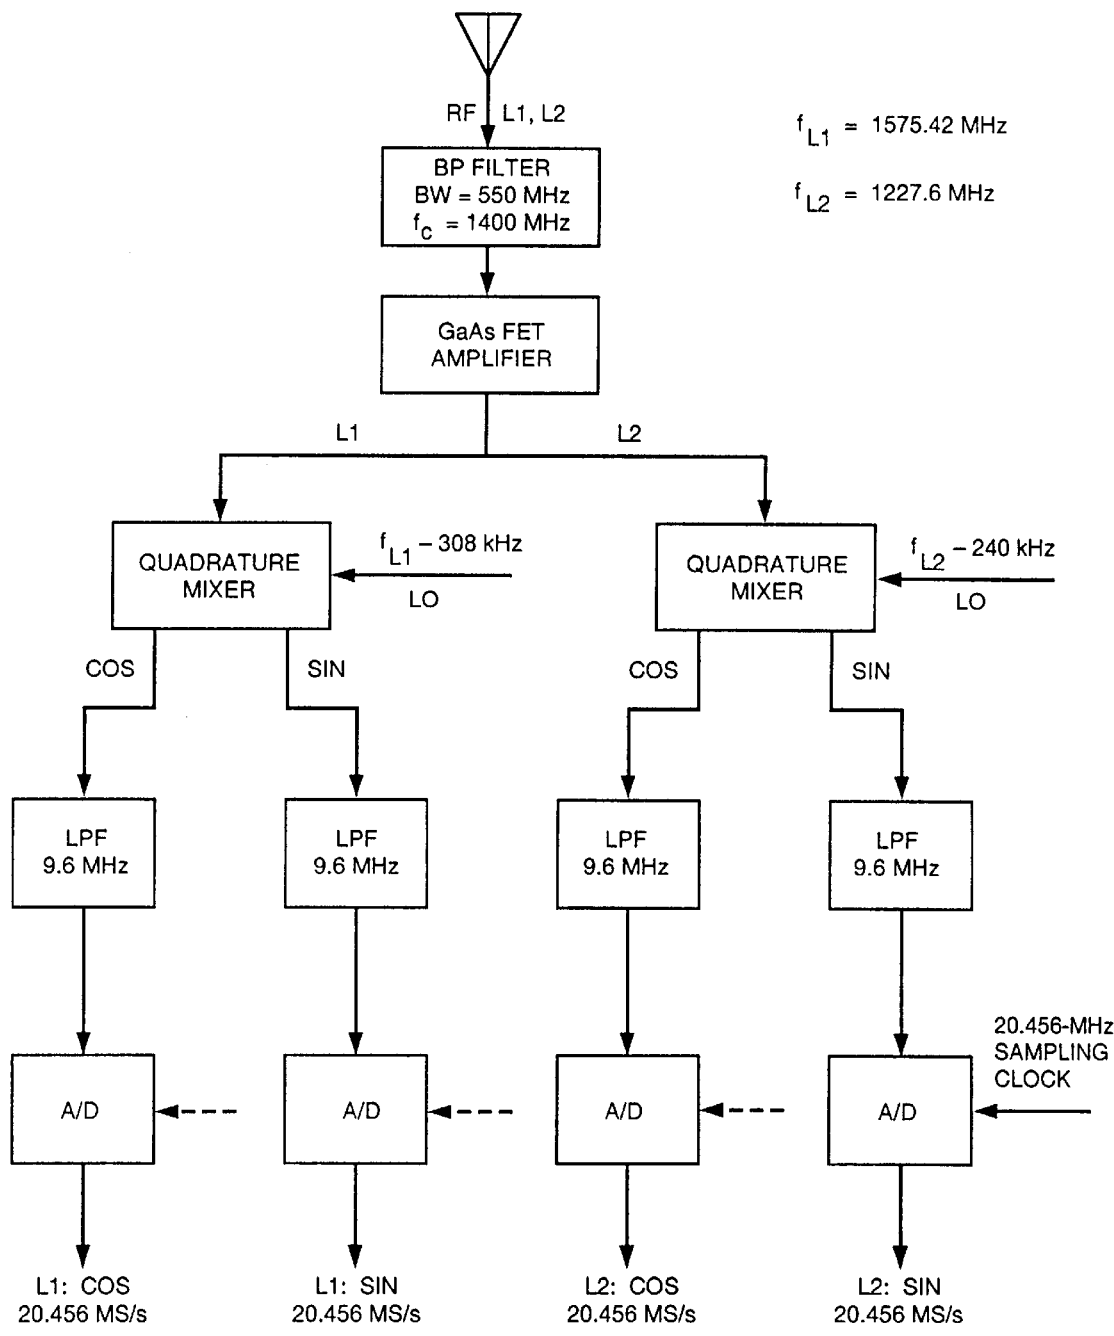 RF L1, L2
f L1 = 1575.42 MHz
f L2 = 1227.6 MHz
BP FILTER
BW = 550 MHz
fc = 1400 MHz
GaAs FET
AMPLIFIER
L1
L2
QUADRATURE
MIXER
f L1 – 308 kHz
LO
QUADRATURE
MIXER
f L2 – 240 kHz
LO
COS
SIN
COS
SIN
LPF
9.6 MHz
LPF
9.6 MHz
LPF
9.6 MHz
LPF
9.6 MHz
20.456-MHz
SAMPLING
CLOCK
A/D
A/D
A/D
A/D
L1: COS
20.456 MS/s
L1: SIN
20.456 MS/s
L2: COS
20.456 MS/s
L2: SIN
20.456 MS/s